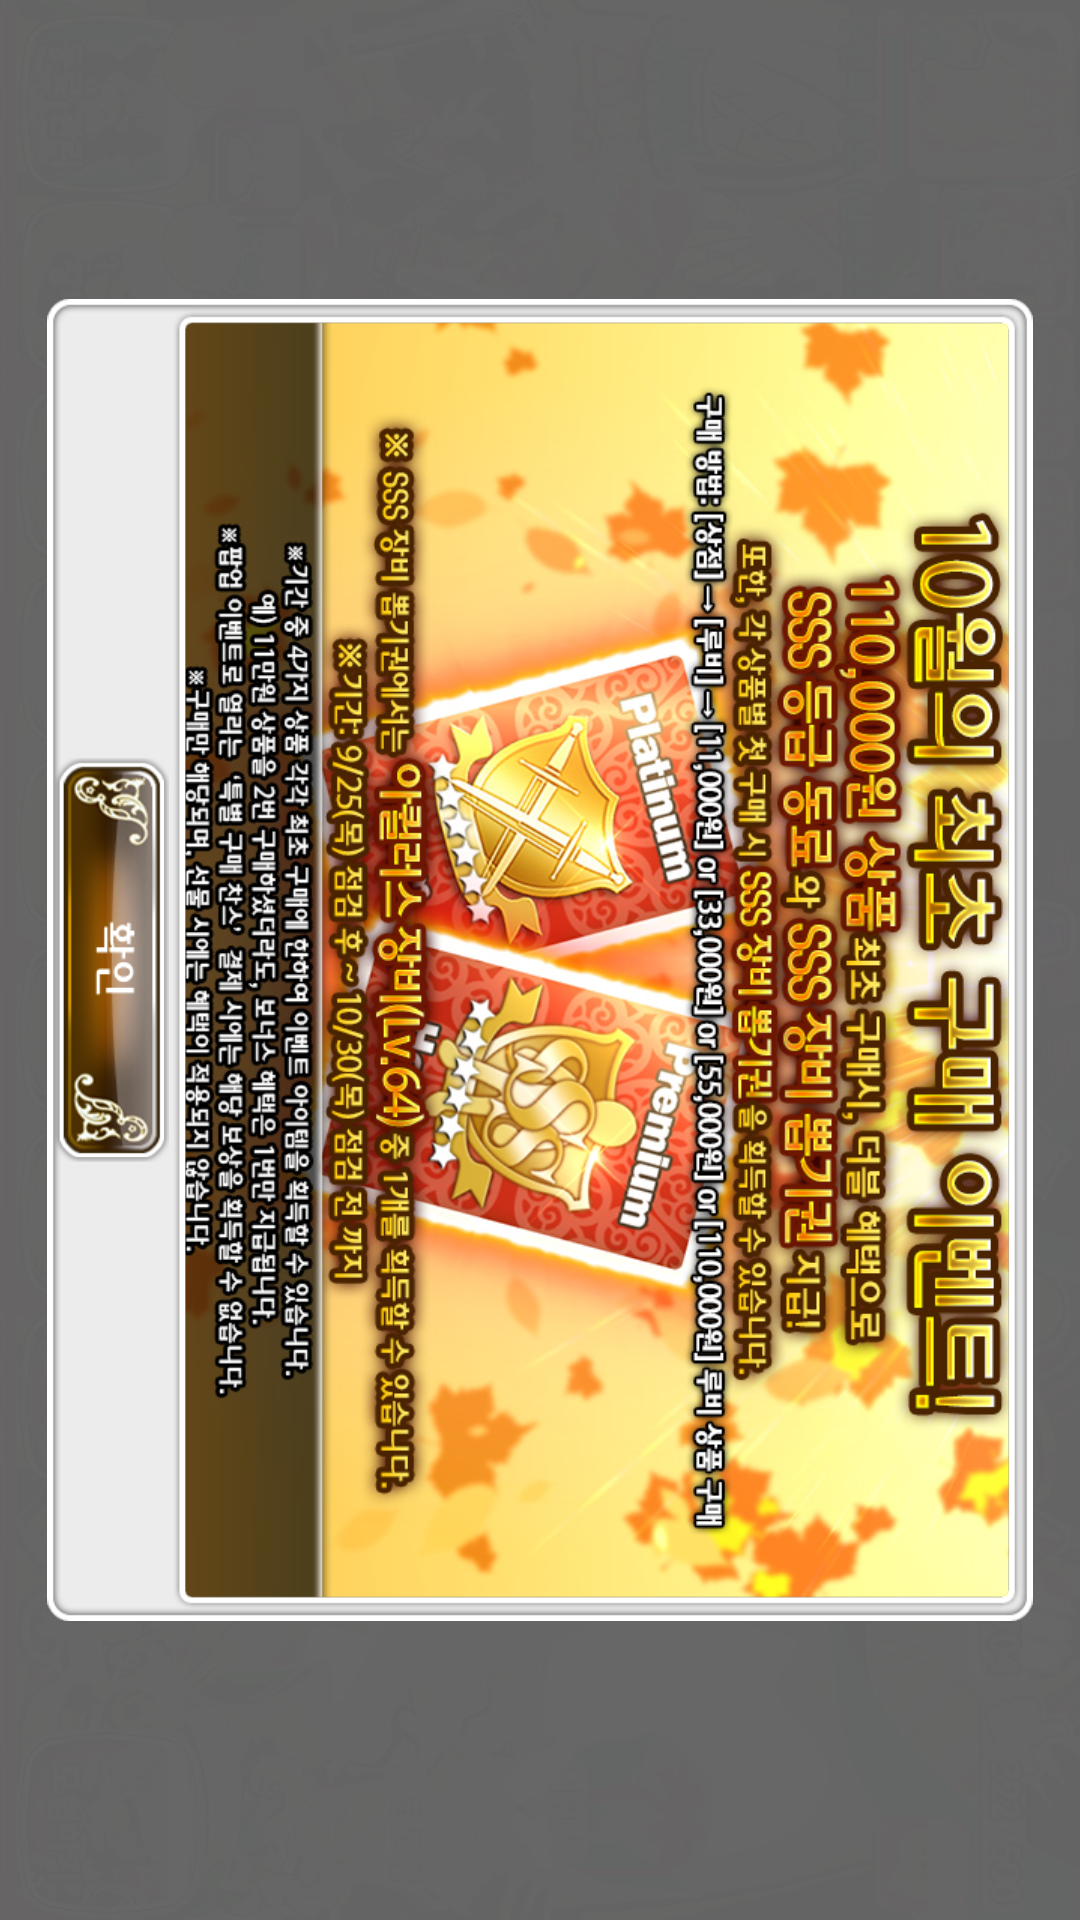 10월의 최초 구매 이벤트!
110,000원 상품 최초 구매시, 더블 혜택으로
SSS 등급 동료와 SSS 장비 뽑기권 지급!
또한, 각 상품별 첫 구매 시 SSS 장비 뽑기권을 획득할 수 있습니다.
구매 방법: [상점] → [루비] → [11,000원] or [33,000원] or [55,000원] or [110,000원] 루비 상품 구매
Platinum
Premium
※ SSS 장비 뽑기권에서는 아퀼러스 장비(Lv.64) 중 1개를 획득할 수 있습니다.
※ 기간: 9/25(목) 점검 후 ~ 10/30(목) 점검 전 까지
※기간 중 4가지 상품 각각 최초 구매에 한하여 이벤트 아이템을 획득할 수 있습니다.
예) 11만원 상품을 2번 구매하셨더라도, 보너스 혜택은 1번만 지급됩니다.
※팝업 이벤트로 열리는 '특별 구매 찬스' 결제 시에는 해당 보상을 획득할 수 없습니다.
※구매만 해당되며, 선물 시에는 혜택이 적용되지 않습니다.
확인